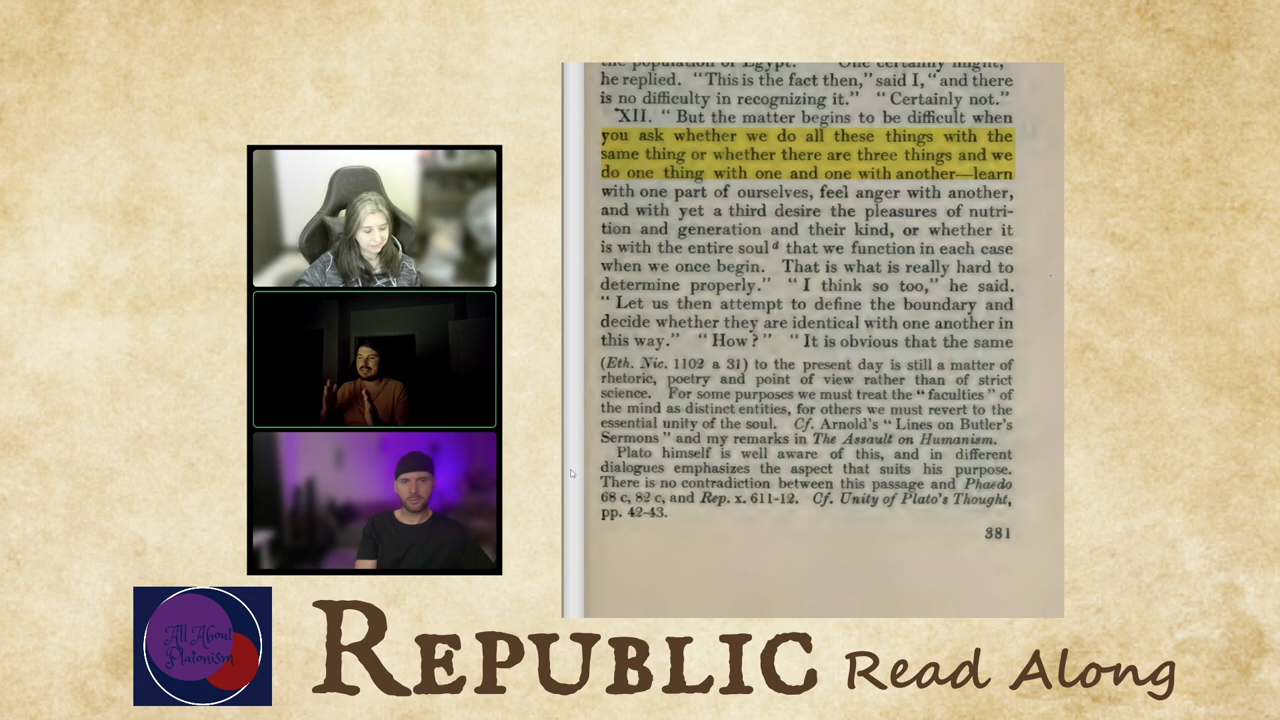 the population of Egypt." "One certainly might,"
he replied. "This is the fact then," said I, "and there
is no difficulty in recognizing it." "Certainly not."
XII. "But the matter begins to be difficult when
you ask whether we do all these things with the
same thing or whether there are three things and we
do one thing with one and one with another—learn
with one part of ourselves, feel anger with another,
and with yet a third desire the pleasures of nutri-
tion and generation and their kind, or whether it
is with the entire soul d that we function in each case
when we once begin. That is what is really hard to
determine properly." "I think so too," he said.
"Let us then attempt to define the boundary and
decide whether they are identical with one another in
this way." "How?" "It is obvious that the same
(Eth. Nic. 1102 a 31) to the present day is still a matter of
rhetoric, poetry and point of view rather than of strict
science. For some purposes we must treat the "faculties" of
the mind as distinct entities, for others we must revert to the
essential unity of the soul. Cf. Arnold's "Lines on Butler's
Sermons" and my remarks in The Assault on Humanism.
Plato himself is well aware of this, and in different
dialogues emphasizes the aspect that suits his purpose.
There is no contradiction between this passage and Phaedo
68 c, 82 c, and Rep. x. 611-12. Cf. Unity of Plato's Thought,
pp. 42-43.
381
All About
Platonism
REPUBLIC Read Along